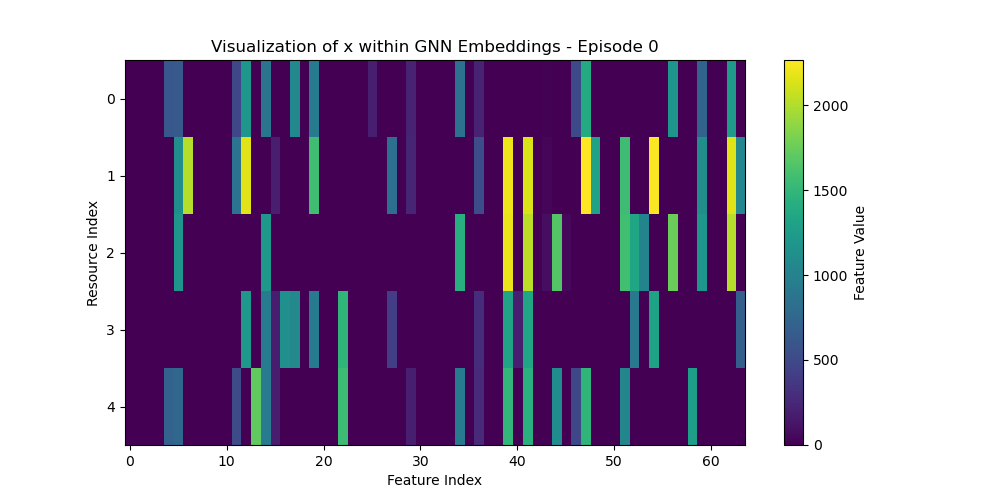 Visualization of x within GNN Embeddings - Episode 0
Resource Index
0
1
2
3
4
0 10 20 30 40 50 60
Feature Index
2000
1500
1000
500
0
Feature Value